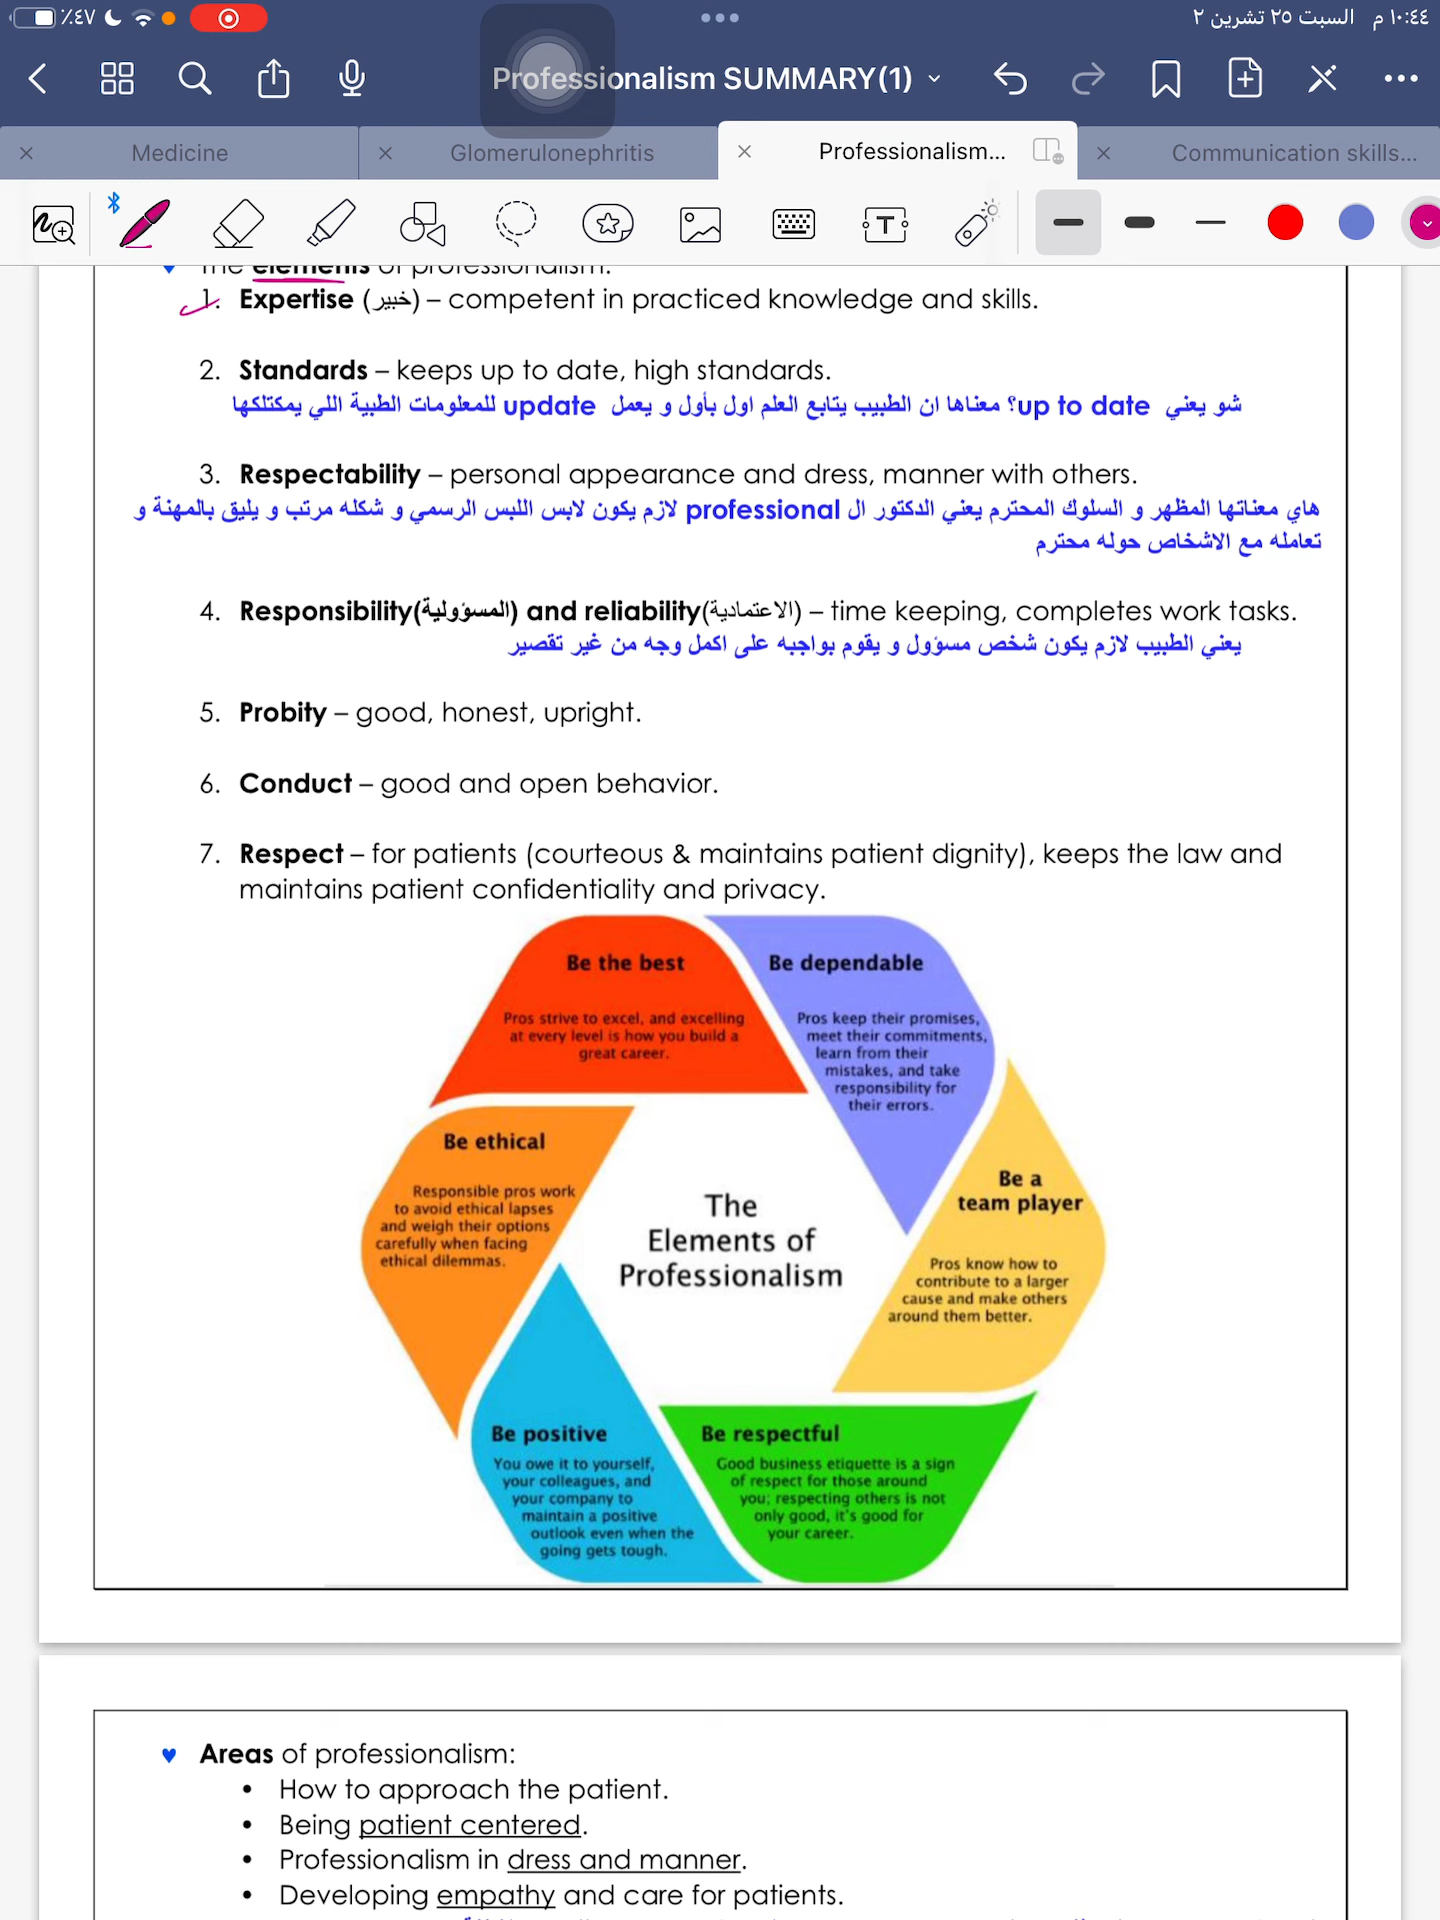 ٪٤٧
١٠:٤٤ م السبت ٢٥ تشرين ٢
Professionalism SUMMARY(1)
Medicine
Glomerulonephritis
Professionalism...
Communication skills...
The elements of professionalism:
1. Expertise (خبير) – competent in practiced knowledge and skills.
2. Standards – keeps up to date, high standards.
شو يعني up to date؟ معناها ان الطبيب يتابع العلم اول بأول و يعمل update للمعلومات الطبية اللي يمكتلكها
3. Respectability – personal appearance and dress, manner with others.
هاي معناتها المظهر و السلوك المحترم يعني الدكتور ال professional لازم يكون لابس اللبس الرسمي و شكله مرتب و يليق بالمهنة و
تعامله مع الاشخاص حوله محترم
4. Responsibility(المسؤولية) and reliability(الاعتمادية) – time keeping, completes work tasks.
يعني الطبيب لازم يكون شخص مسؤول و يقوم بواجبه على اكمل وجه من غير تقصير
5. Probity – good, honest, upright.
6. Conduct – good and open behavior.
7. Respect – for patients (courteous & maintains patient dignity), keeps the law and
maintains patient confidentiality and privacy.
Be the best
Pros strive to excel, and excelling
at every level is how you build a
great career.
Be dependable
Pros keep their promises,
meet their commitments,
learn from their
mistakes, and take
responsibility for
their errors.
Be ethical
Responsible pros work
to avoid ethical lapses
and weigh their options
carefully when facing
ethical dilemmas.
The
Elements of
Professionalism
Be a
team player
Pros know how to
contribute to a larger
cause and make others
around them better.
Be positive
You owe it to yourself,
your colleagues, and
your company to
maintain a positive
outlook even when the
going gets tough.
Be respectful
Good business etiquette is a sign
of respect for those around
you; respecting others is not
only good, it's good for
your career.
♥ Areas of professionalism:
• How to approach the patient.
• Being patient centered.
• Professionalism in dress and manner.
• Developing empathy and care for patients.